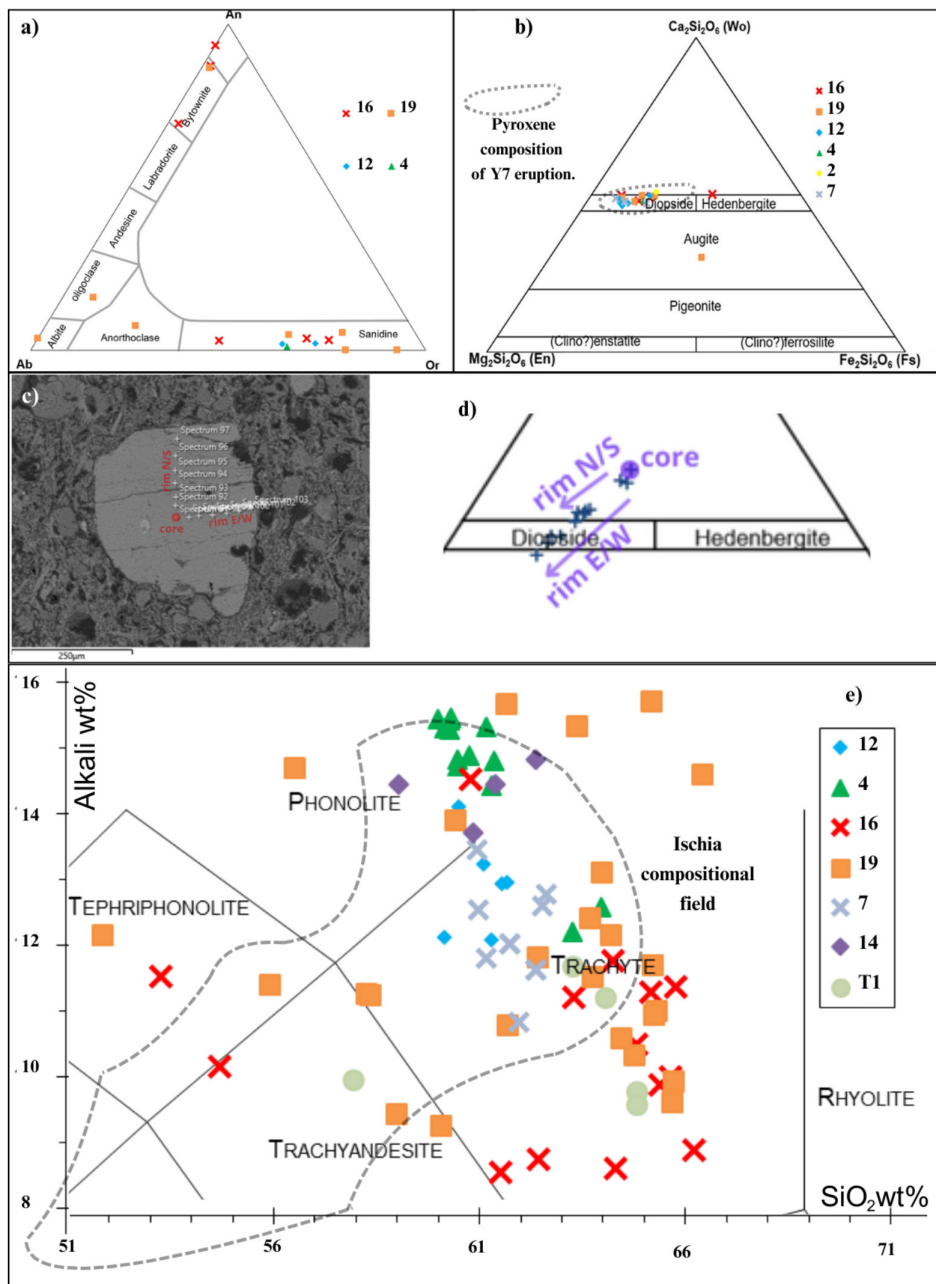 a)
An
Bytownite
Labradorite
Andesine
oligoclase
Albite
Anorthoclase
Sanidine
Ab
Or
16
19
12
4
b)
Ca₂Si₂O₆ (Wo)
Pyroxene
composition
of Y7 eruption.
16
19
12
4
2
7
Diopside
Hedenbergite
Augite
Pigeonite
(Clino?)enstatite
(Clino?)ferrosilite
Mg₂Si₂O₆ (En)
Fe₂Si₂O₆ (Fs)
c)
Spectrum 97
Spectrum 96
Spectrum 95
Spectrum 94
Spectrum 93
Spectrum 92
rim N/S
core
rim E/W
250µm
d)
rim N/S
core
Diopside
Hedenbergite
rim E/W
e)
16
14
12
10
8
Alkali wt%
PHONOLITE
TEPHRIPHONOLITE
TRACHYTE
TRACHYANDESITE
RHYOLITE
Ischia
compositional
field
12
4
16
19
7
14
T1
SiO₂wt%
51
56
61
66
71